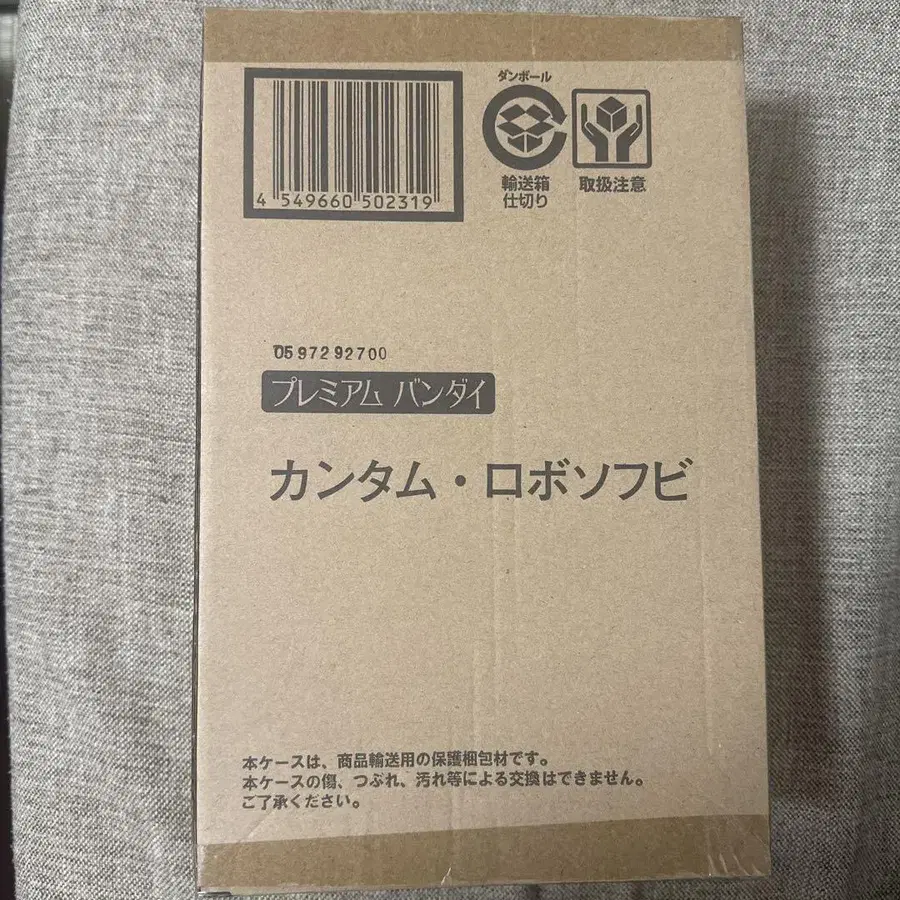 4 549660 502319
ダンボール
輸送箱
仕切り
取扱注意
05 972 92700
プレミアム バンダイ
カンタム・ロボソフビ
本ケースは、商品輸送用の保護梱包材です。
本ケースの傷、つぶれ、汚れ等による交換はできません。
ご了承ください。